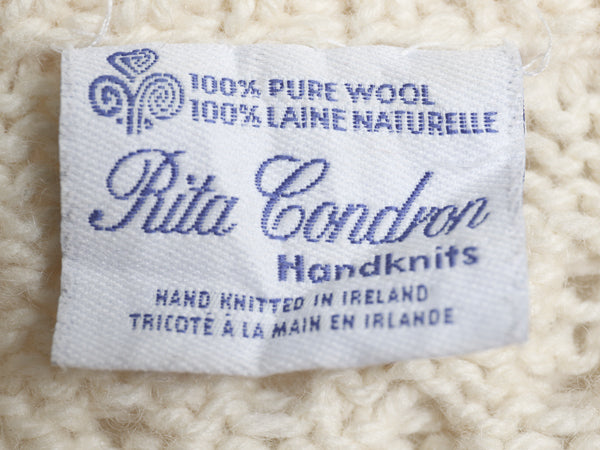 100% PURE WOOL
100% LAINE NATURELLE
Rita Condron
Handknits
HAND KNITTED IN IRELAND
TRICOTÉ À LA MAIN EN IRLANDE